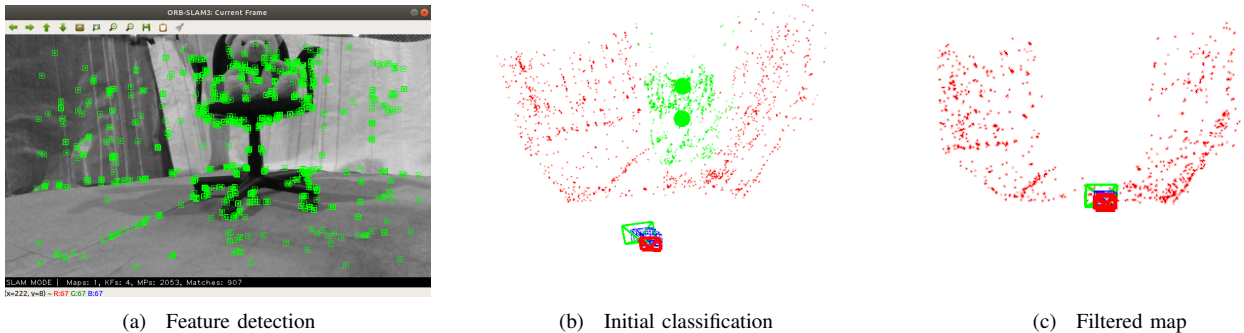 ORB-SLAM3: Current Frame
SLAM MODE | Maps: 1, KFs: 4, MPs: 2053, Matches: 907
(x=222, y=8) ~ R:67 G:67 B:67
(a) Feature detection
(b) Initial classification
(c) Filtered map